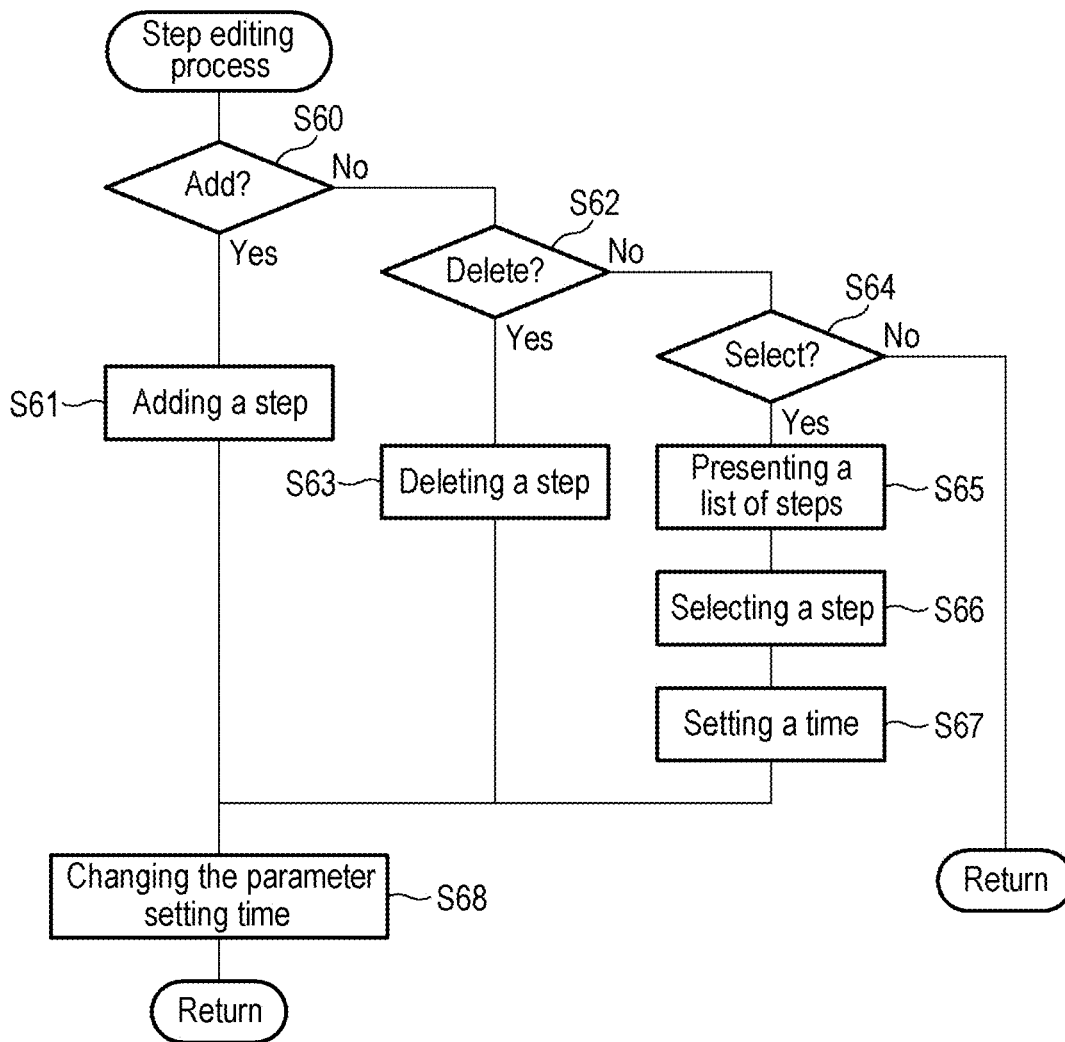 Step editing
process
S60
Add?
No
Yes
S62
Delete?
No
Yes
S64
Select?
No
Yes
S61
Adding a step
S63
Deleting a step
Presenting a
list of steps
S65
Selecting a step
S66
Setting a time
S67
Changing the parameter
setting time
S68
Return
Return